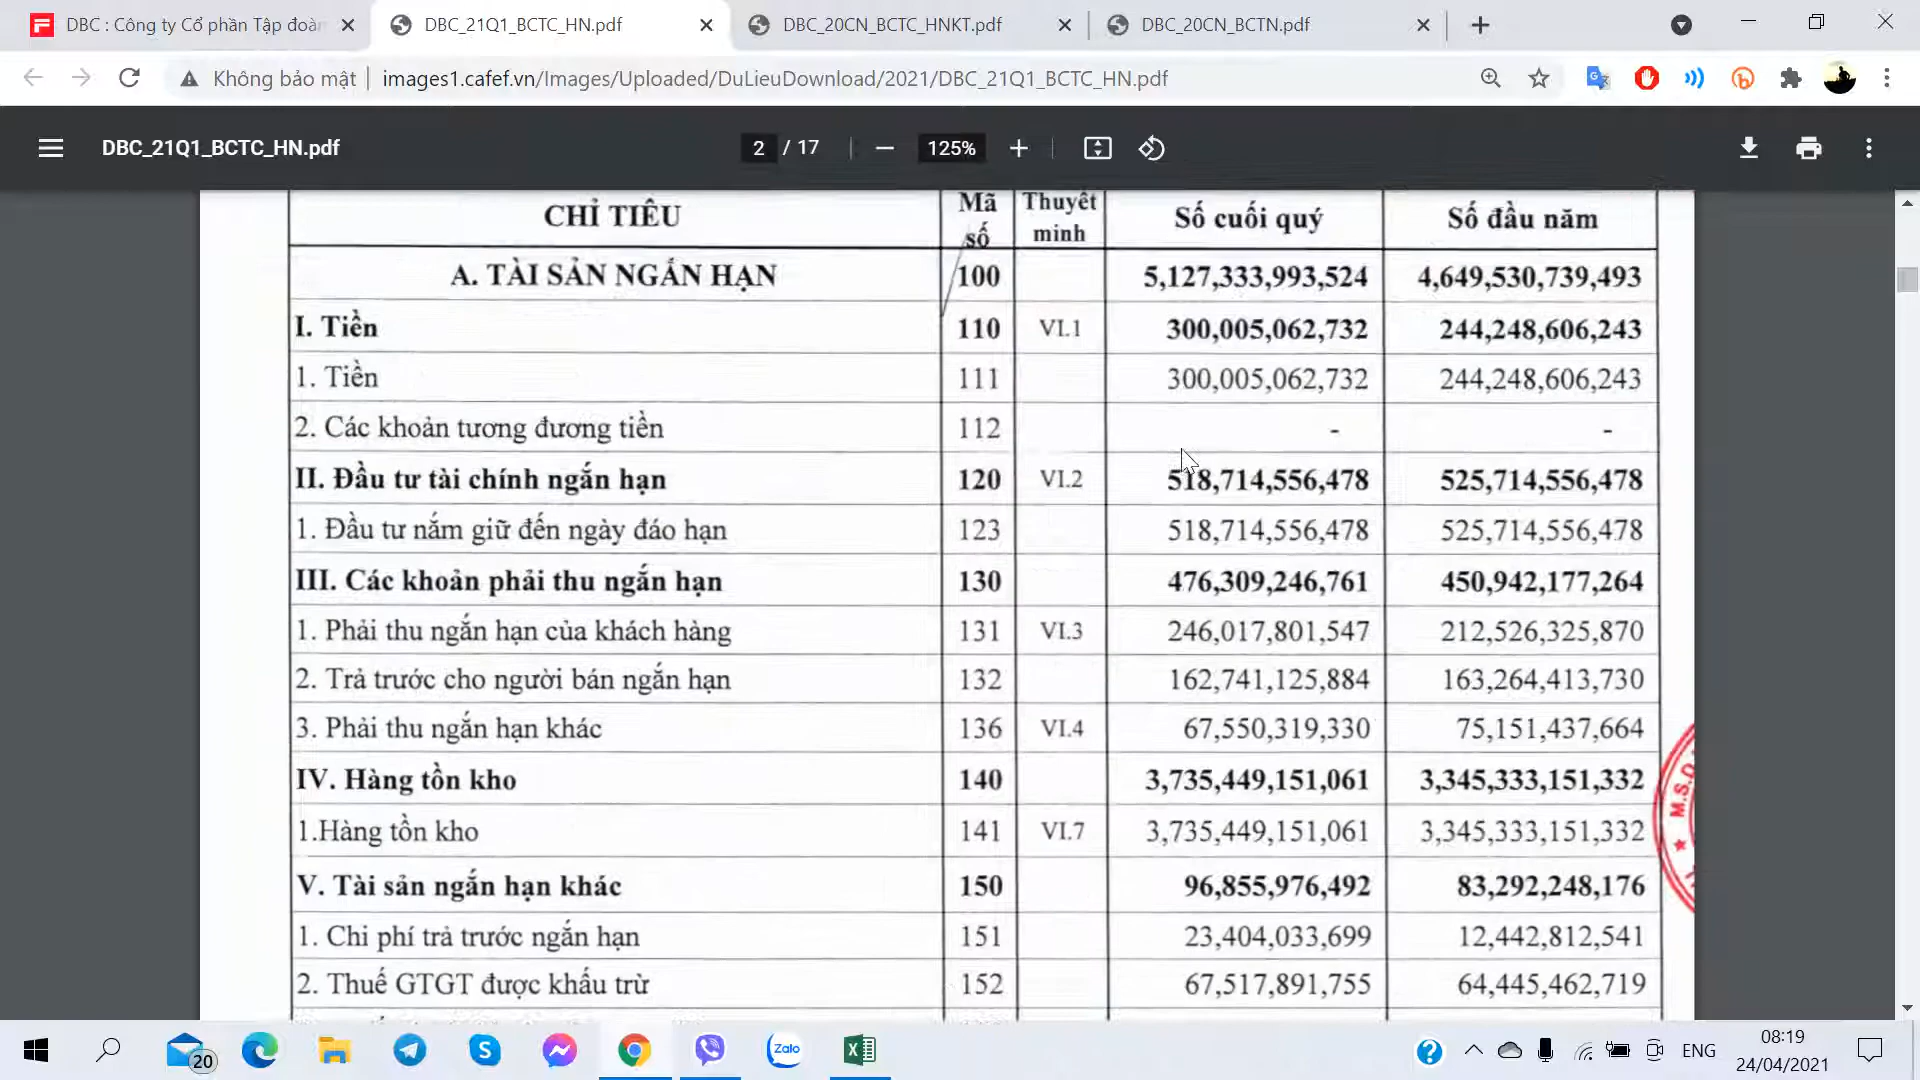 DBC : Công ty Cổ phần Tập đoàn
DBC_21Q1_BCTC_HN.pdf
DBC_20CN_BCTC_HNKT.pdf
DBC_20CN_BCTN.pdf
Không bảo mật
images1.cafef.vn/Images/Uploaded/DuLieuDownload/2021/DBC_21Q1_BCTC_HN.pdf
DBC_21Q1_BCTC_HN.pdf
2 / 17
125%
CHỈ TIÊU Mã số Thuyết minh Số cuối quý Số đầu năm
A. TÀI SẢN NGẮN HẠN 100 5,127,333,993,524 4,649,530,739,493
I. Tiền 110 VI.1 300,005,062,732 244,248,606,243
1. Tiền 111 300,005,062,732 244,248,606,243
2. Các khoản tương đương tiền 112 - -
II. Đầu tư tài chính ngắn hạn 120 VI.2 518,714,556,478 525,714,556,478
1. Đầu tư nắm giữ đến ngày đáo hạn 123 518,714,556,478 525,714,556,478
III. Các khoản phải thu ngắn hạn 130 476,309,246,761 450,942,177,264
1. Phải thu ngắn hạn của khách hàng 131 VI.3 246,017,801,547 212,526,325,870
2. Trả trước cho người bán ngắn hạn 132 162,741,125,884 163,264,413,730
3. Phải thu ngắn hạn khác 136 VI.4 67,550,319,330 75,151,437,664
IV. Hàng tồn kho 140 3,735,449,151,061 3,345,333,151,332
1.Hàng tồn kho 141 VI.7 3,735,449,151,061 3,345,333,151,332
V. Tài sản ngắn hạn khác 150 96,855,976,492 83,292,248,176
1. Chi phí trả trước ngắn hạn 151 23,404,033,699 12,442,812,541
2. Thuế GTGT được khấu trừ 152 67,517,891,755 64,445,462,719
M.S.D
20
Zalo
ENG
08:19
24/04/2021